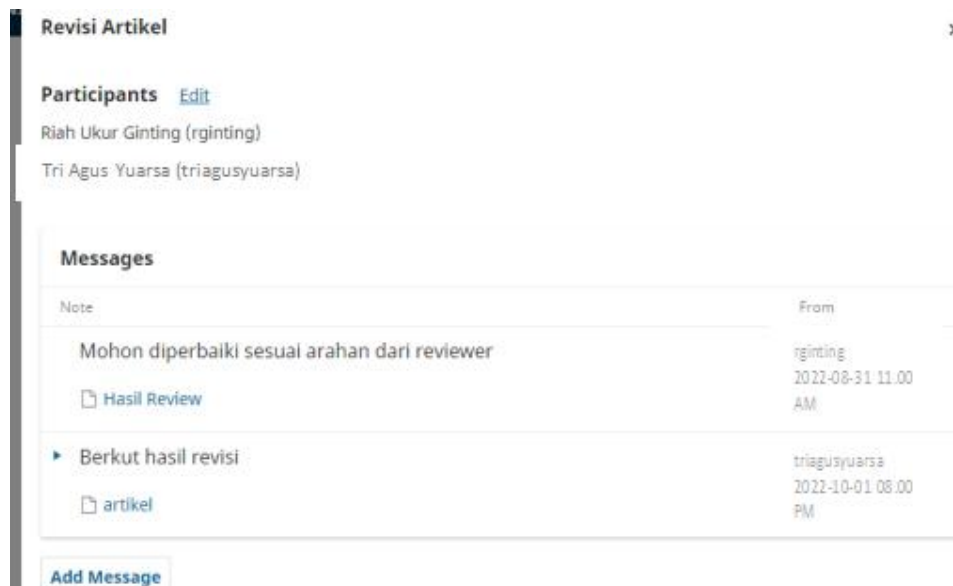 Revisi Artikel
Participants Edit
Riah Ukur Ginting (rginting)
Tri Agus Yuarsa (triagusyuarsa)
Messages
Note From
Mohon diperbaiki sesuai arahan dari reviewer
Hasil Review
rginting
2022-08-31 11.00
AM
Berkut hasil revisi
artikel
triagusyuarsa
2022-10-01 08.00
PM
Add Message